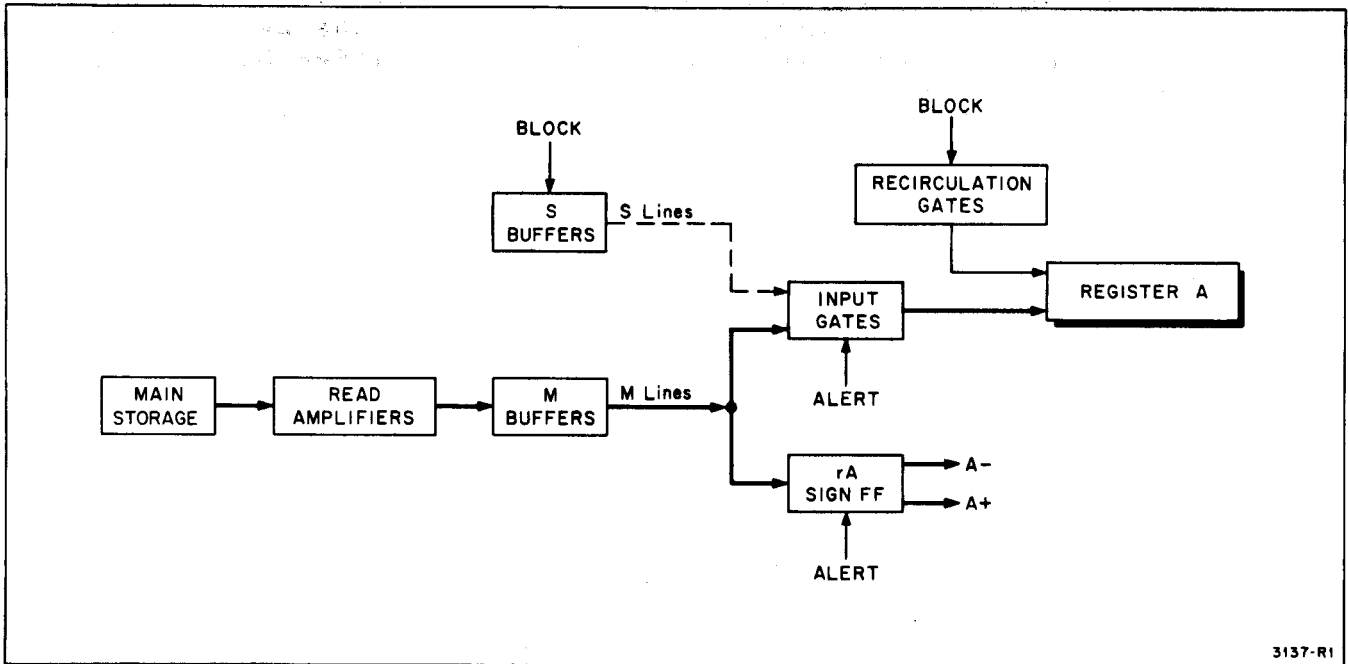 BLOCK
S
BUFFERS
S Lines
BLOCK
RECIRCULATION
GATES
REGISTER A
INPUT
GATES
ALERT
MAIN
STORAGE
READ
AMPLIFIERS
M
BUFFERS
M Lines
rA
SIGN FF
A-
A+
ALERT
3137-R1